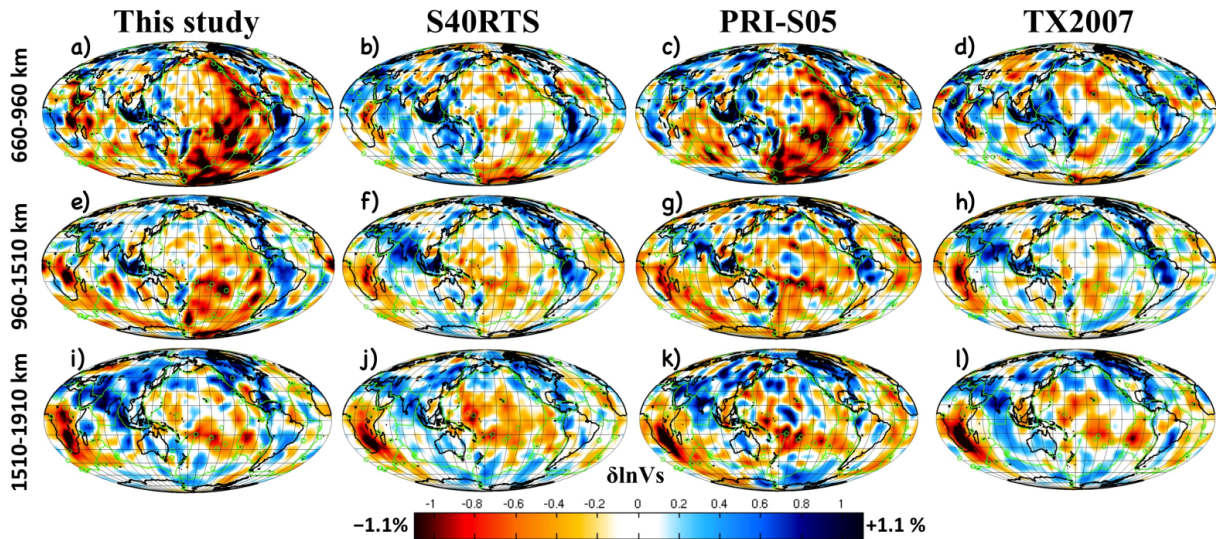 This study S40RTS PRI-S05 TX2007
660-960 km
a) b) c) d)
960-1510 km
e) f) g) h)
1510-1910 km
i) j) k) l)
δlnVs
-1 -0.8 -0.6 -0.4 -0.2 0 0.2 0.4 0.6 0.8 1
−1.1% +1.1 %